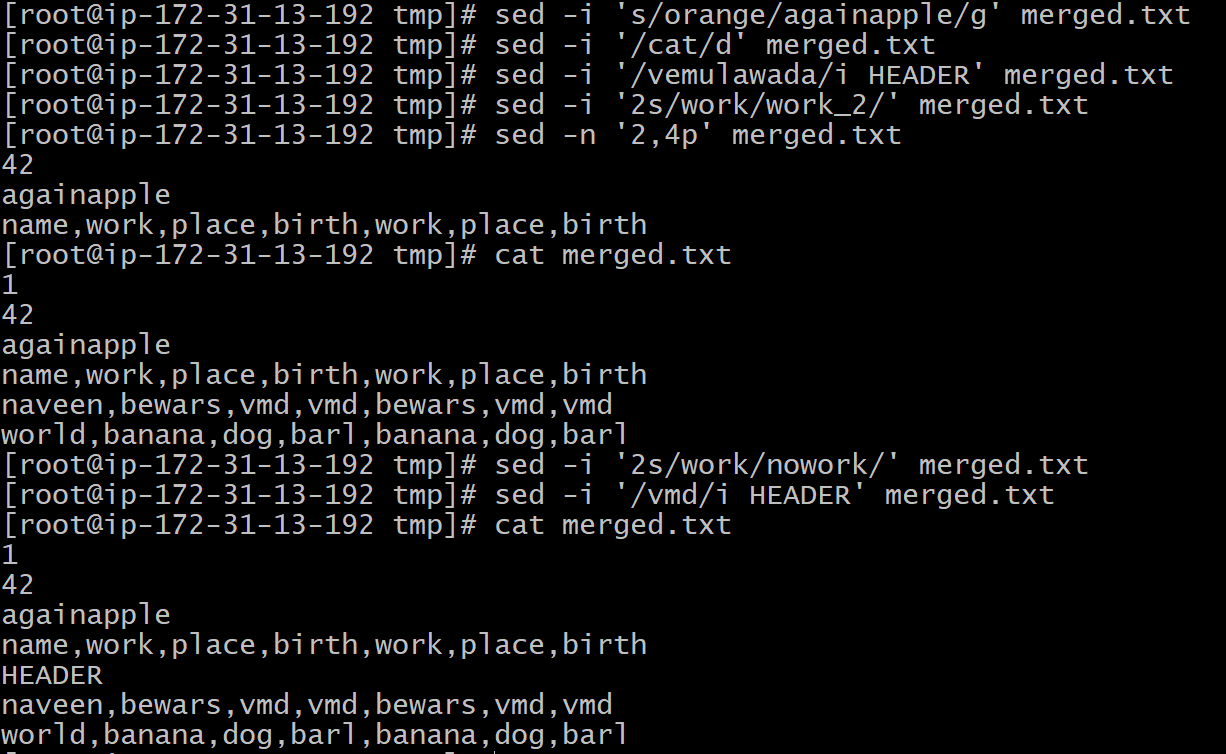 [root@ip-172-31-13-192 tmp]# sed -i 's/orange/againapple/g' merged.txt
[root@ip-172-31-13-192 tmp]# sed -i '/cat/d' merged.txt
[root@ip-172-31-13-192 tmp]# sed -i '/vemulawada/i HEADER' merged.txt
[root@ip-172-31-13-192 tmp]# sed -i '2s/work/work_2/' merged.txt
[root@ip-172-31-13-192 tmp]# sed -n '2,4p' merged.txt
42
againapple
name,work,place,birth,work,place,birth
[root@ip-172-31-13-192 tmp]# cat merged.txt
1
42
againapple
name,work,place,birth,work,place,birth
naveen,bewars,vmd,vmd,bewars,vmd,vmd
world,banana,dog,barl,banana,dog,barl
[root@ip-172-31-13-192 tmp]# sed -i '2s/work/nowork/' merged.txt
[root@ip-172-31-13-192 tmp]# sed -i '/vmd/i HEADER' merged.txt
[root@ip-172-31-13-192 tmp]# cat merged.txt
1
42
againapple
name,work,place,birth,work,place,birth
HEADER
naveen,bewars,vmd,vmd,bewars,vmd,vmd
world,banana,dog,barl,banana,dog,barl